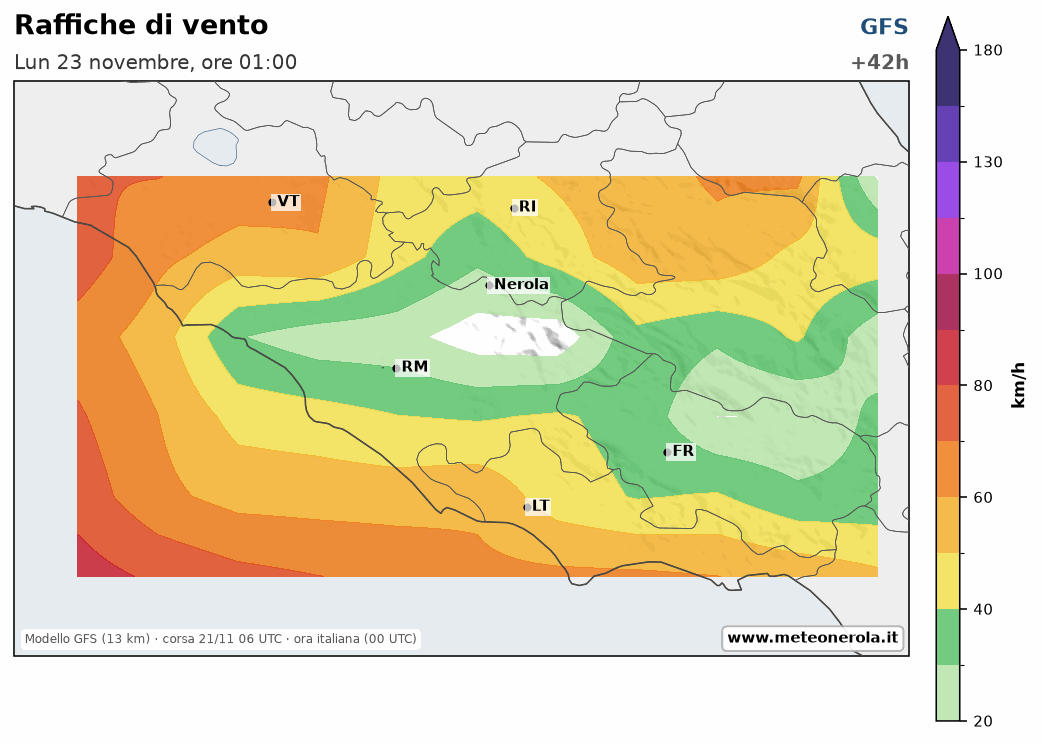 Raffiche di vento
GFS
Lun 23 novembre, ore 01:00
+42h
VT
RI
Nerola
RM
FR
LT
Modello GFS (13 km) · corsa 21/11 06 UTC · ora italiana (00 UTC)
www.meteonerola.it
180
130
100
80
60
40
20
km/h